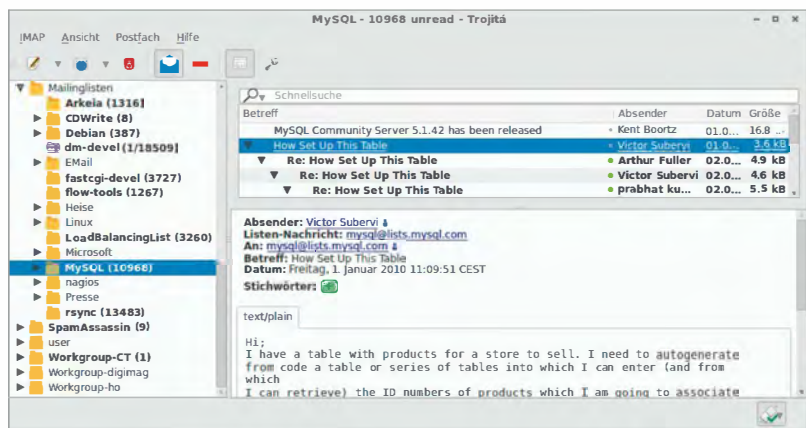 MySQL - 10968 unread - Trojitá
IMAP Ansicht Postfach Hilfe
Mailinglisten
Arkeia (1316)
CDWrite (8)
Debian (387)
dm-devel (1/18509)
EMail
fastcgi-devel (3727)
flow-tools (1267)
Heise
Linux
LoadBalancingList (3260)
Microsoft
MySQL (10968)
nagios
Presse
rsync (13483)
SpamAssassin (9)
user
Workgroup-CT (1)
Workgroup-digimag
Workgroup-ho
Schnellsuche
Betreff Absender Datum Größe
MySQL Community Server 5.1.42 has been released Kent Boortz 01.0... 16.8 ...
How Set Up This Table Victor Subervi 01.0... 3.6 kB
Re: How Set Up This Table Arthur Fuller 02.0... 4.9 kB
Re: How Set Up This Table Victor Subervi 02.0... 4.6 kB
Re: How Set Up This Table prabhat ku... 02.0... 5.5 kB
Absender: Victor Subervi
Listen-Nachricht: mysql@lists.mysql.com
An: mysql@lists.mysql.com
Betreff: How Set Up This Table
Datum: Freitag, 1. Januar 2010 11:09:51 CEST
Stichwörter:
text/plain
Hi;
I have a table with products for a store to sell. I need to autogenerate
from code a table or series of tables into which I can enter (and from
which
I can retrieve) the ID numbers of products which I am going to associate